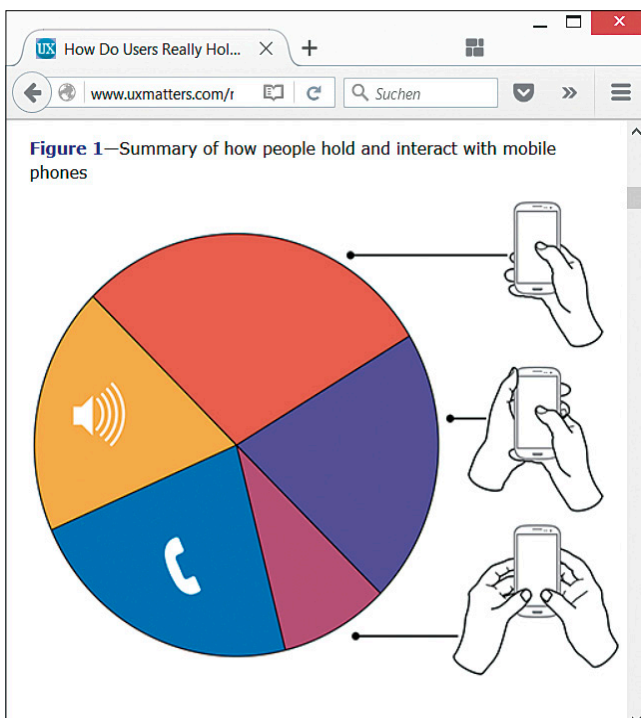 UX How Do Users Really Hol...
www.uxmatters.com/r
Suchen
Figure 1—Summary of how people hold and interact with mobile
phones